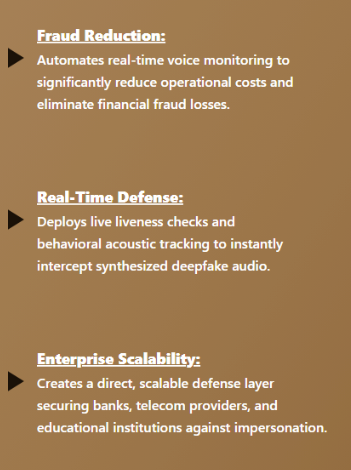 Fraud Reduction:
Automates real-time voice monitoring to
significantly reduce operational costs and
eliminate financial fraud losses.
Real-Time Defense:
Deploys live liveness checks and
behavioral acoustic tracking to instantly
intercept synthesized deepfake audio.
Enterprise Scalability:
Creates a direct, scalable defense layer
securing banks, telecom providers, and
educational institutions against impersonation.